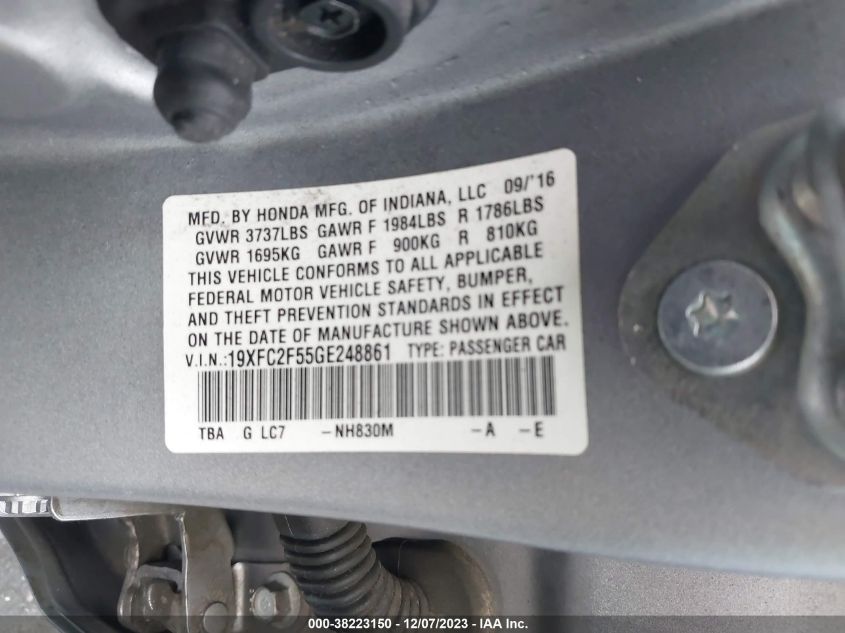 MFD. BY HONDA MFG. OF INDIANA, LLC 09/'16
GVWR 3737LBS GAWR F 1984LBS R 1786LBS
GVWR 1695KG GAWR F 900KG R 810KG
THIS VEHICLE CONFORMS TO ALL APPLICABLE
FEDERAL MOTOR VEHICLE SAFETY, BUMPER,
AND THEFT PREVENTION STANDARDS IN EFFECT
ON THE DATE OF MANUFACTURE SHOWN ABOVE.
V.I.N.:19XFC2F55GE248861 TYPE: PASSENGER CAR
TBA G LC7 -NH830M -A -E
000-38223150 - 12/07/2023 - IAA Inc.